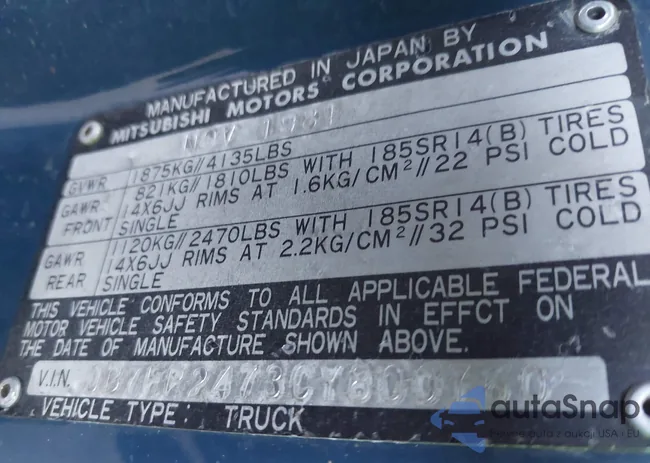 MANUFACTURED IN JAPAN BY
MITSUBISHI MOTORS CORPORATION
NOV 1981
GVWR 1875KG//4135LBS
GAWR FRONT 821KG//1810LBS WITH 185SR14(B) TIRES
14X6JJ RIMS AT 1.6KG/CM²//22 PSI COLD
SINGLE
GAWR REAR 1120KG//2470LBS WITH 185SR14(B) TIRES
14X6JJ RIMS AT 2.2KG/CM²//32 PSI COLD
SINGLE
THIS VEHICLE CONFORMS TO ALL APPLICABLE FEDERAL
MOTOR VEHICLE SAFETY STANDARDS IN EFFCT ON
THE DATE OF MANUFACTURE SHOWN ABOVE.
V.I.N.
VEHICLE TYPE: TRUCK
autaSnap